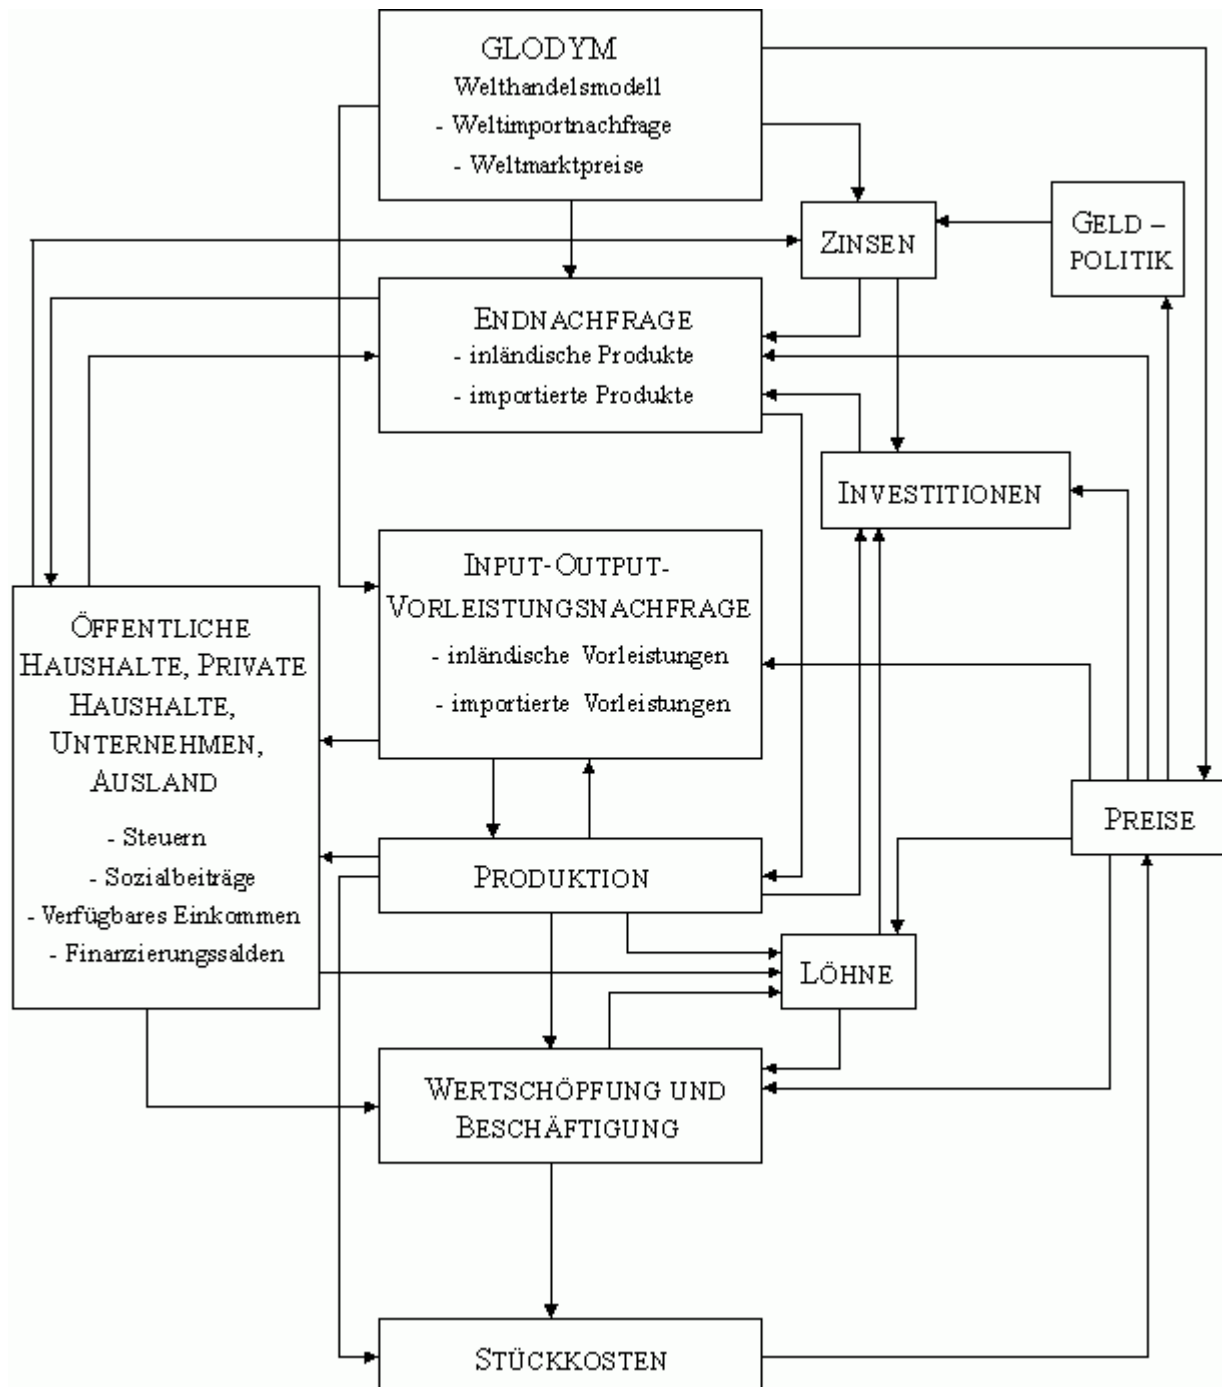 GLODYM
Welthandelsmodell
- Weltimportnachfrage
- Weltmarktpreise
ZINSEN
GELD –
POLITIK
ENDNACHFRAGE
- inländische Produkte
- importierte Produkte
INVESTITIONEN
INPUT-OUTPUT-
VORLEISTUNGSNACHFRAGE
- inländische Vorleistungen
- importierte Vorleistungen
ÖFFENTLICHE
HAUSHALTE, PRIVATE
HAUSHALTE,
UNTERNEHMEN,
AUSLAND
- Steuern
- Sozialbeiträge
- Verfügbares Einkommen
- Finanzierungssalden
PREISE
PRODUKTION
LÖHNE
WERTSCHÖPFUNG UND
BESCHÄFTIGUNG
STÜCKKOSTEN